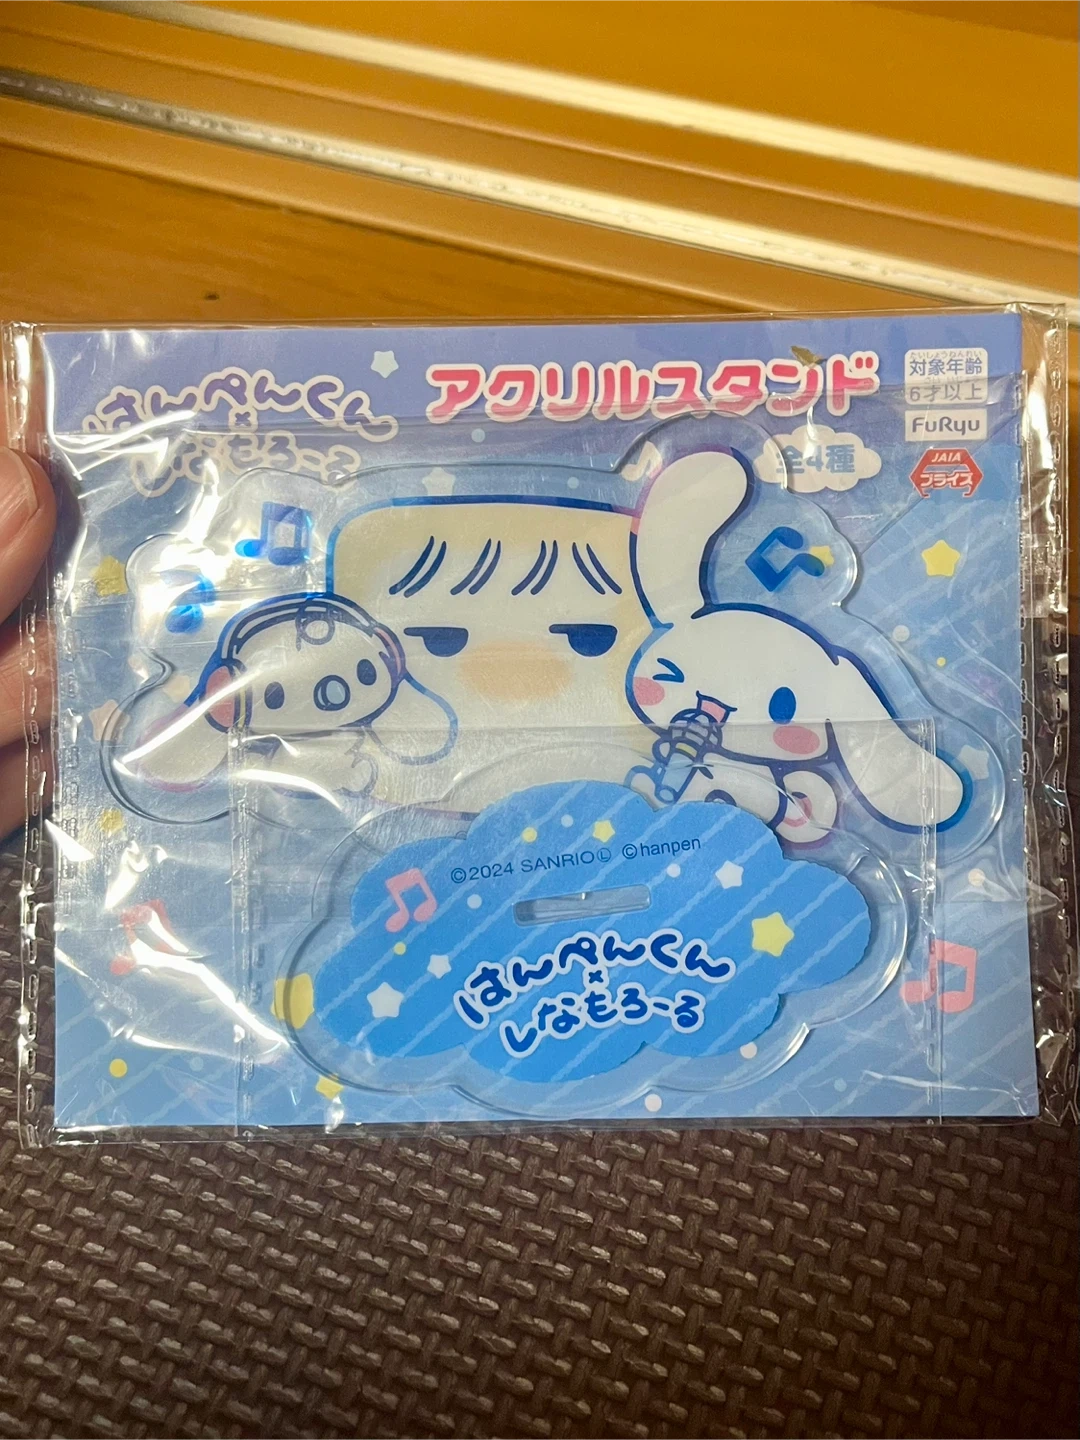 はんぺんくん
×
しなもろーる
アクリルスタンド
たいしょうねんれい
対象年齢
6才以上
FuRyu
全4種
JAIA
プライズ
©2024 SANRIO Ⓛ ©hanpen
はんぺんくん
×
しなもろーる